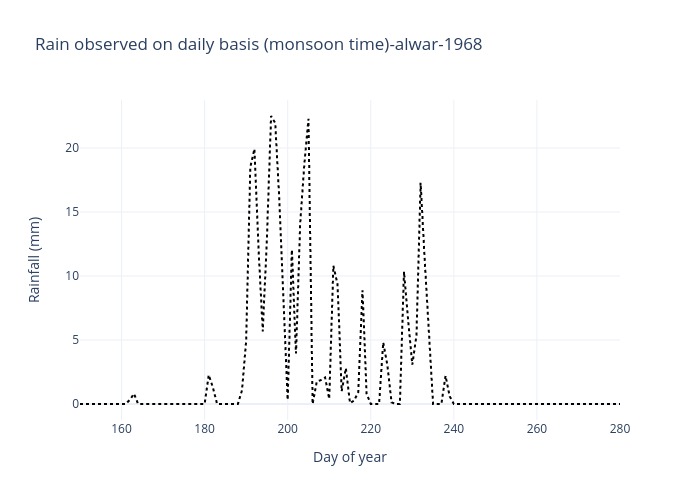 Rain observed on daily basis (monsoon time)-alwar-1968
Rainfall (mm)
20
15
10
5
0
160 180 200 220 240 260 280
Day of year